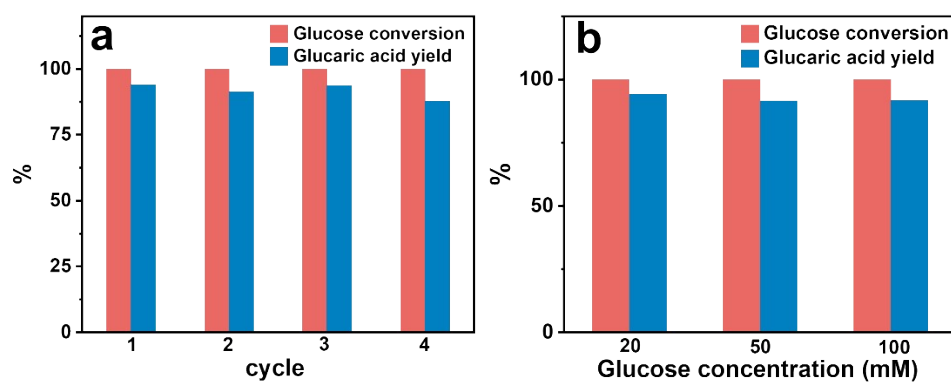 a
Glucose conversion
Glucaric acid yield
100
75
50
25
0
%
1 2 3 4
cycle
b
Glucose conversion
Glucaric acid yield
100
50
0
%
20 50 100
Glucose concentration (mM)